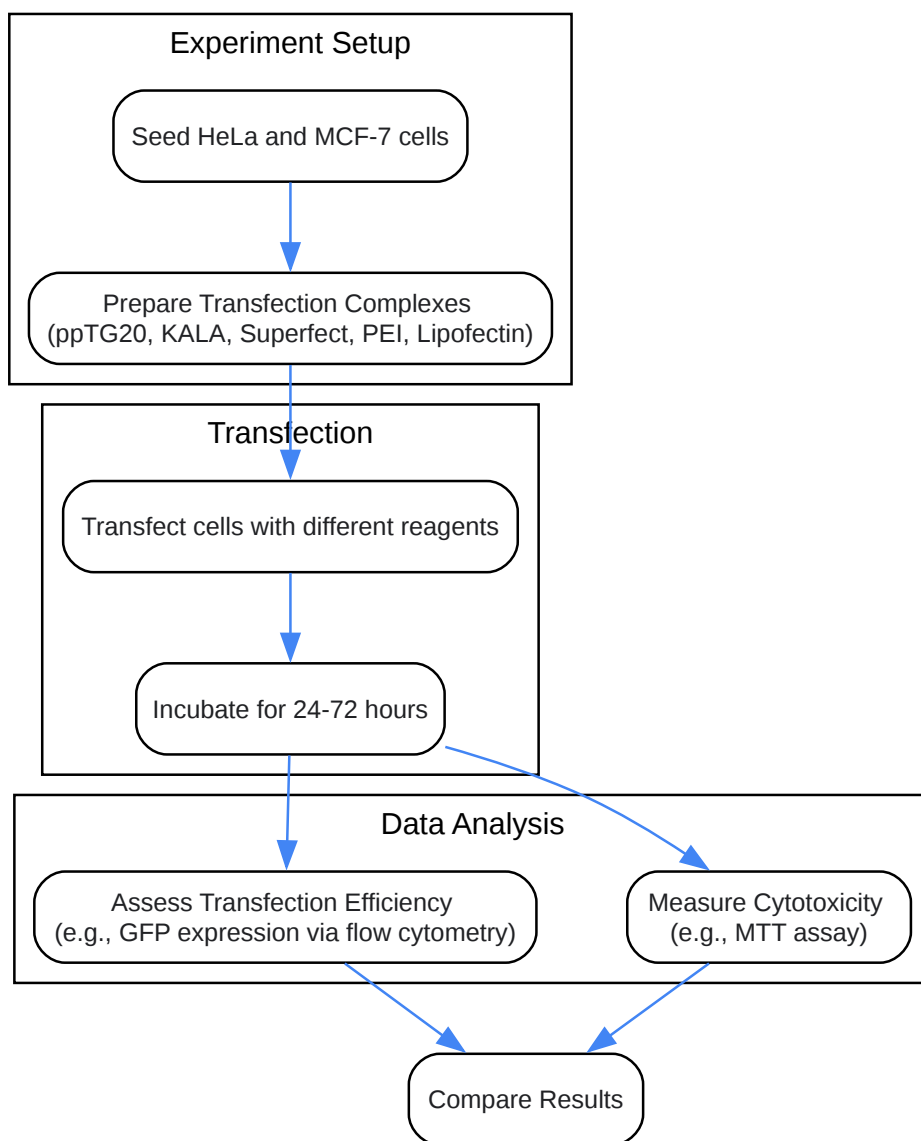 Experiment Setup
Seed HeLa and MCF-7 cells
Prepare Transfection Complexes
(ppTG20, KALA, Superfect, PEI, Lipofectin)
Transfection
Transfect cells with different reagents
Incubate for 24-72 hours
Data Analysis
Assess Transfection Efficiency
(e.g., GFP expression via flow cytometry)
Measure Cytotoxicity
(e.g., MTT assay)
Compare Results